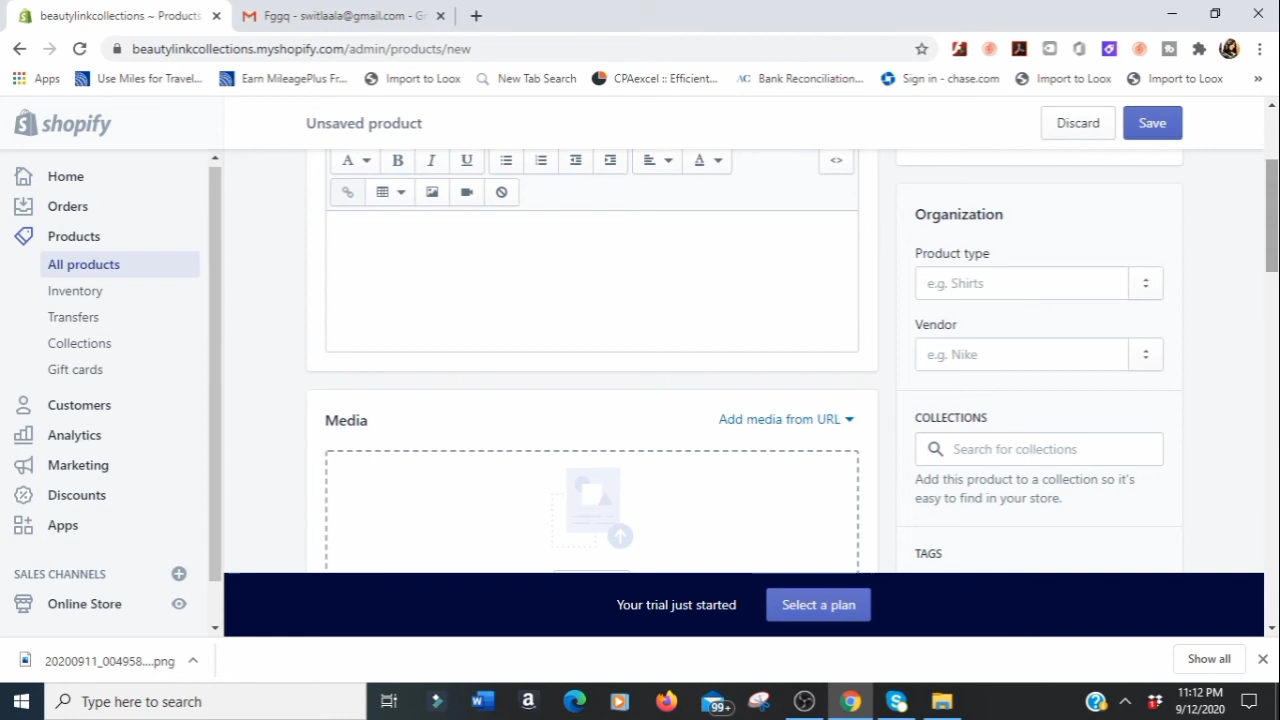 beautylinkcollections ~ Products
Fggq - switlaala@gmail.com - Gr
beautylinkcollections.myshopify.com/admin/products/new
Apps
Use Miles for Travel...
Earn MileagePlus Fr...
Import to Loox
New Tab Search
CPAexcel :: Efficient...
AC Bank Reconciliation...
Sign in - chase.com
Import to Loox
Import to Loox
shopify
Unsaved product
Discard
Save
Home
Orders
Products
All products
Inventory
Transfers
Collections
Gift cards
Customers
Analytics
Marketing
Discounts
Apps
SALES CHANNELS
Online Store
A B I U A <>
Media
Add media from URL
Organization
Product type
e.g. Shirts
Vendor
e.g. Nike
COLLECTIONS
Search for collections
Add this product to a collection so it's
easy to find in your store.
TAGS
Your trial just started
Select a plan
20200911_004958....png
Show all
Type here to search
99+
11:12 PM
9/12/2020